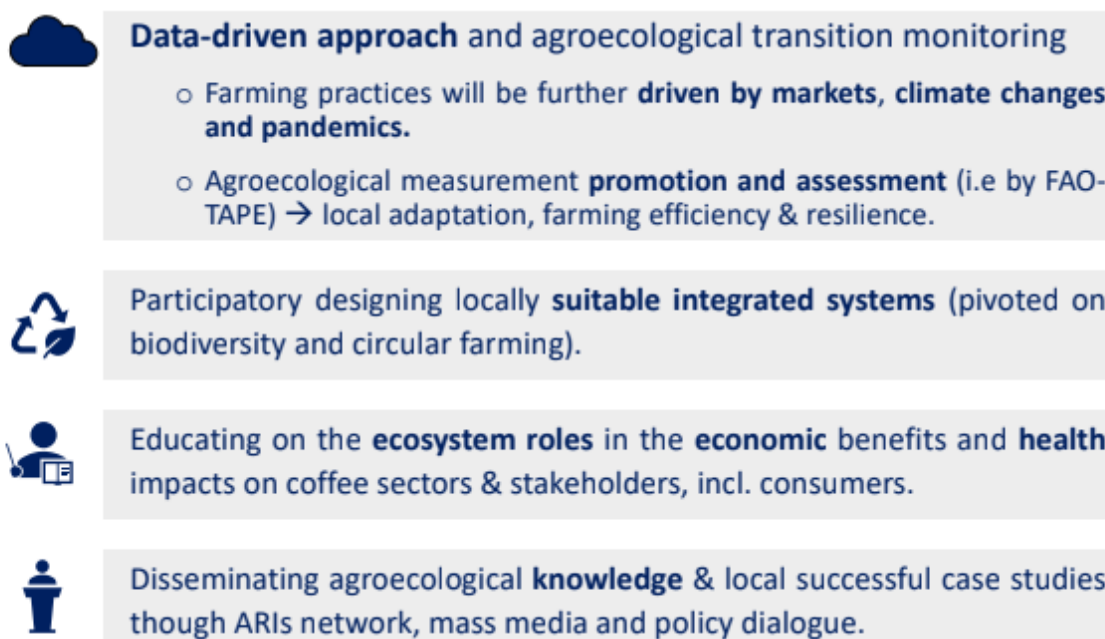 Data-driven approach and agroecological transition monitoring
o Farming practices will be further driven by markets, climate changes
and pandemics.
o Agroecological measurement promotion and assessment (i.e by FAO-
TAPE) → local adaptation, farming efficiency & resilience.
Participatory designing locally suitable integrated systems (pivoted on
biodiversity and circular farming).
Educating on the ecosystem roles in the economic benefits and health
impacts on coffee sectors & stakeholders, incl. consumers.
Disseminating agroecological knowledge & local successful case studies
though ARIs network, mass media and policy dialogue.